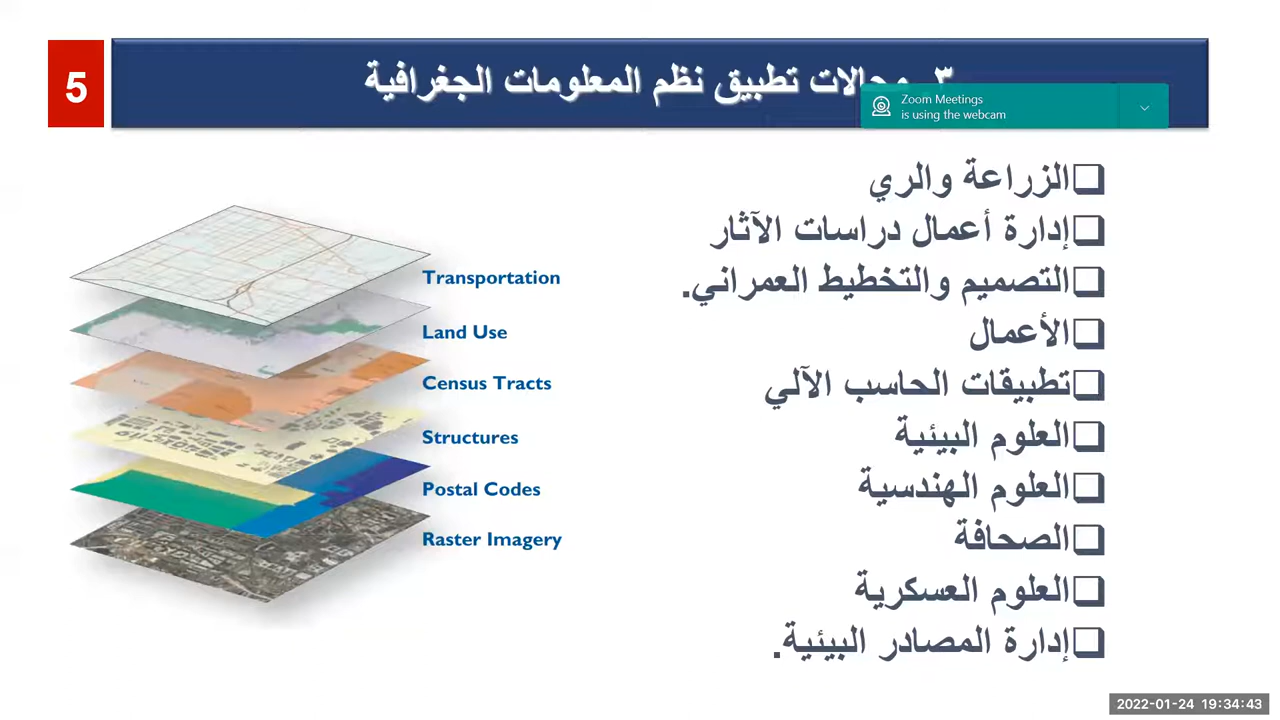 5
٣. مجالات تطبيق نظم المعلومات الجغرافية
Zoom Meetings
is using the webcam
الزراعة والري
إدارة أعمال دراسات الآثار
التصميم والتخطيط العمراني.
الأعمال
تطبيقات الحاسب الآلي
العلوم البيئية
العلوم الهندسية
الصحافة
العلوم العسكرية
إدارة المصادر البيئية.
Transportation
Land Use
Census Tracts
Structures
Postal Codes
Raster Imagery
2022-01-24 19:34:43